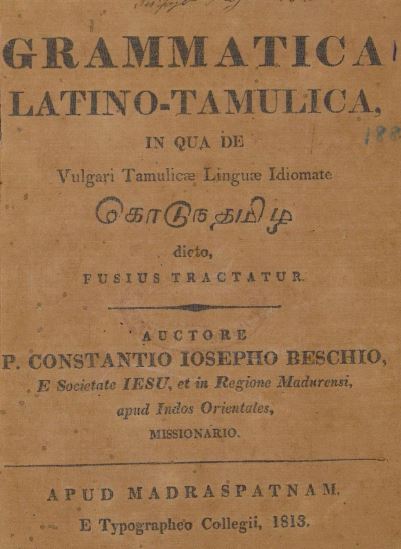 GRAMMATICA
LATINO-TAMULICA,
IN QUA DE
Vulgari Tamulicæ Linguæ Idiomate
கொடுநதமிழ
dicto,
FUSIUS TRACTATUR.
AUCTORE
P. CONSTANTIO IOSEPHO BESCHIO,
E Societate IESU, et in Regione Madurensi,
apud Indos Orientales,
MISSIONARIO.
APUD MADRASPATNAM,
E Typographeo Collegii, 1813.